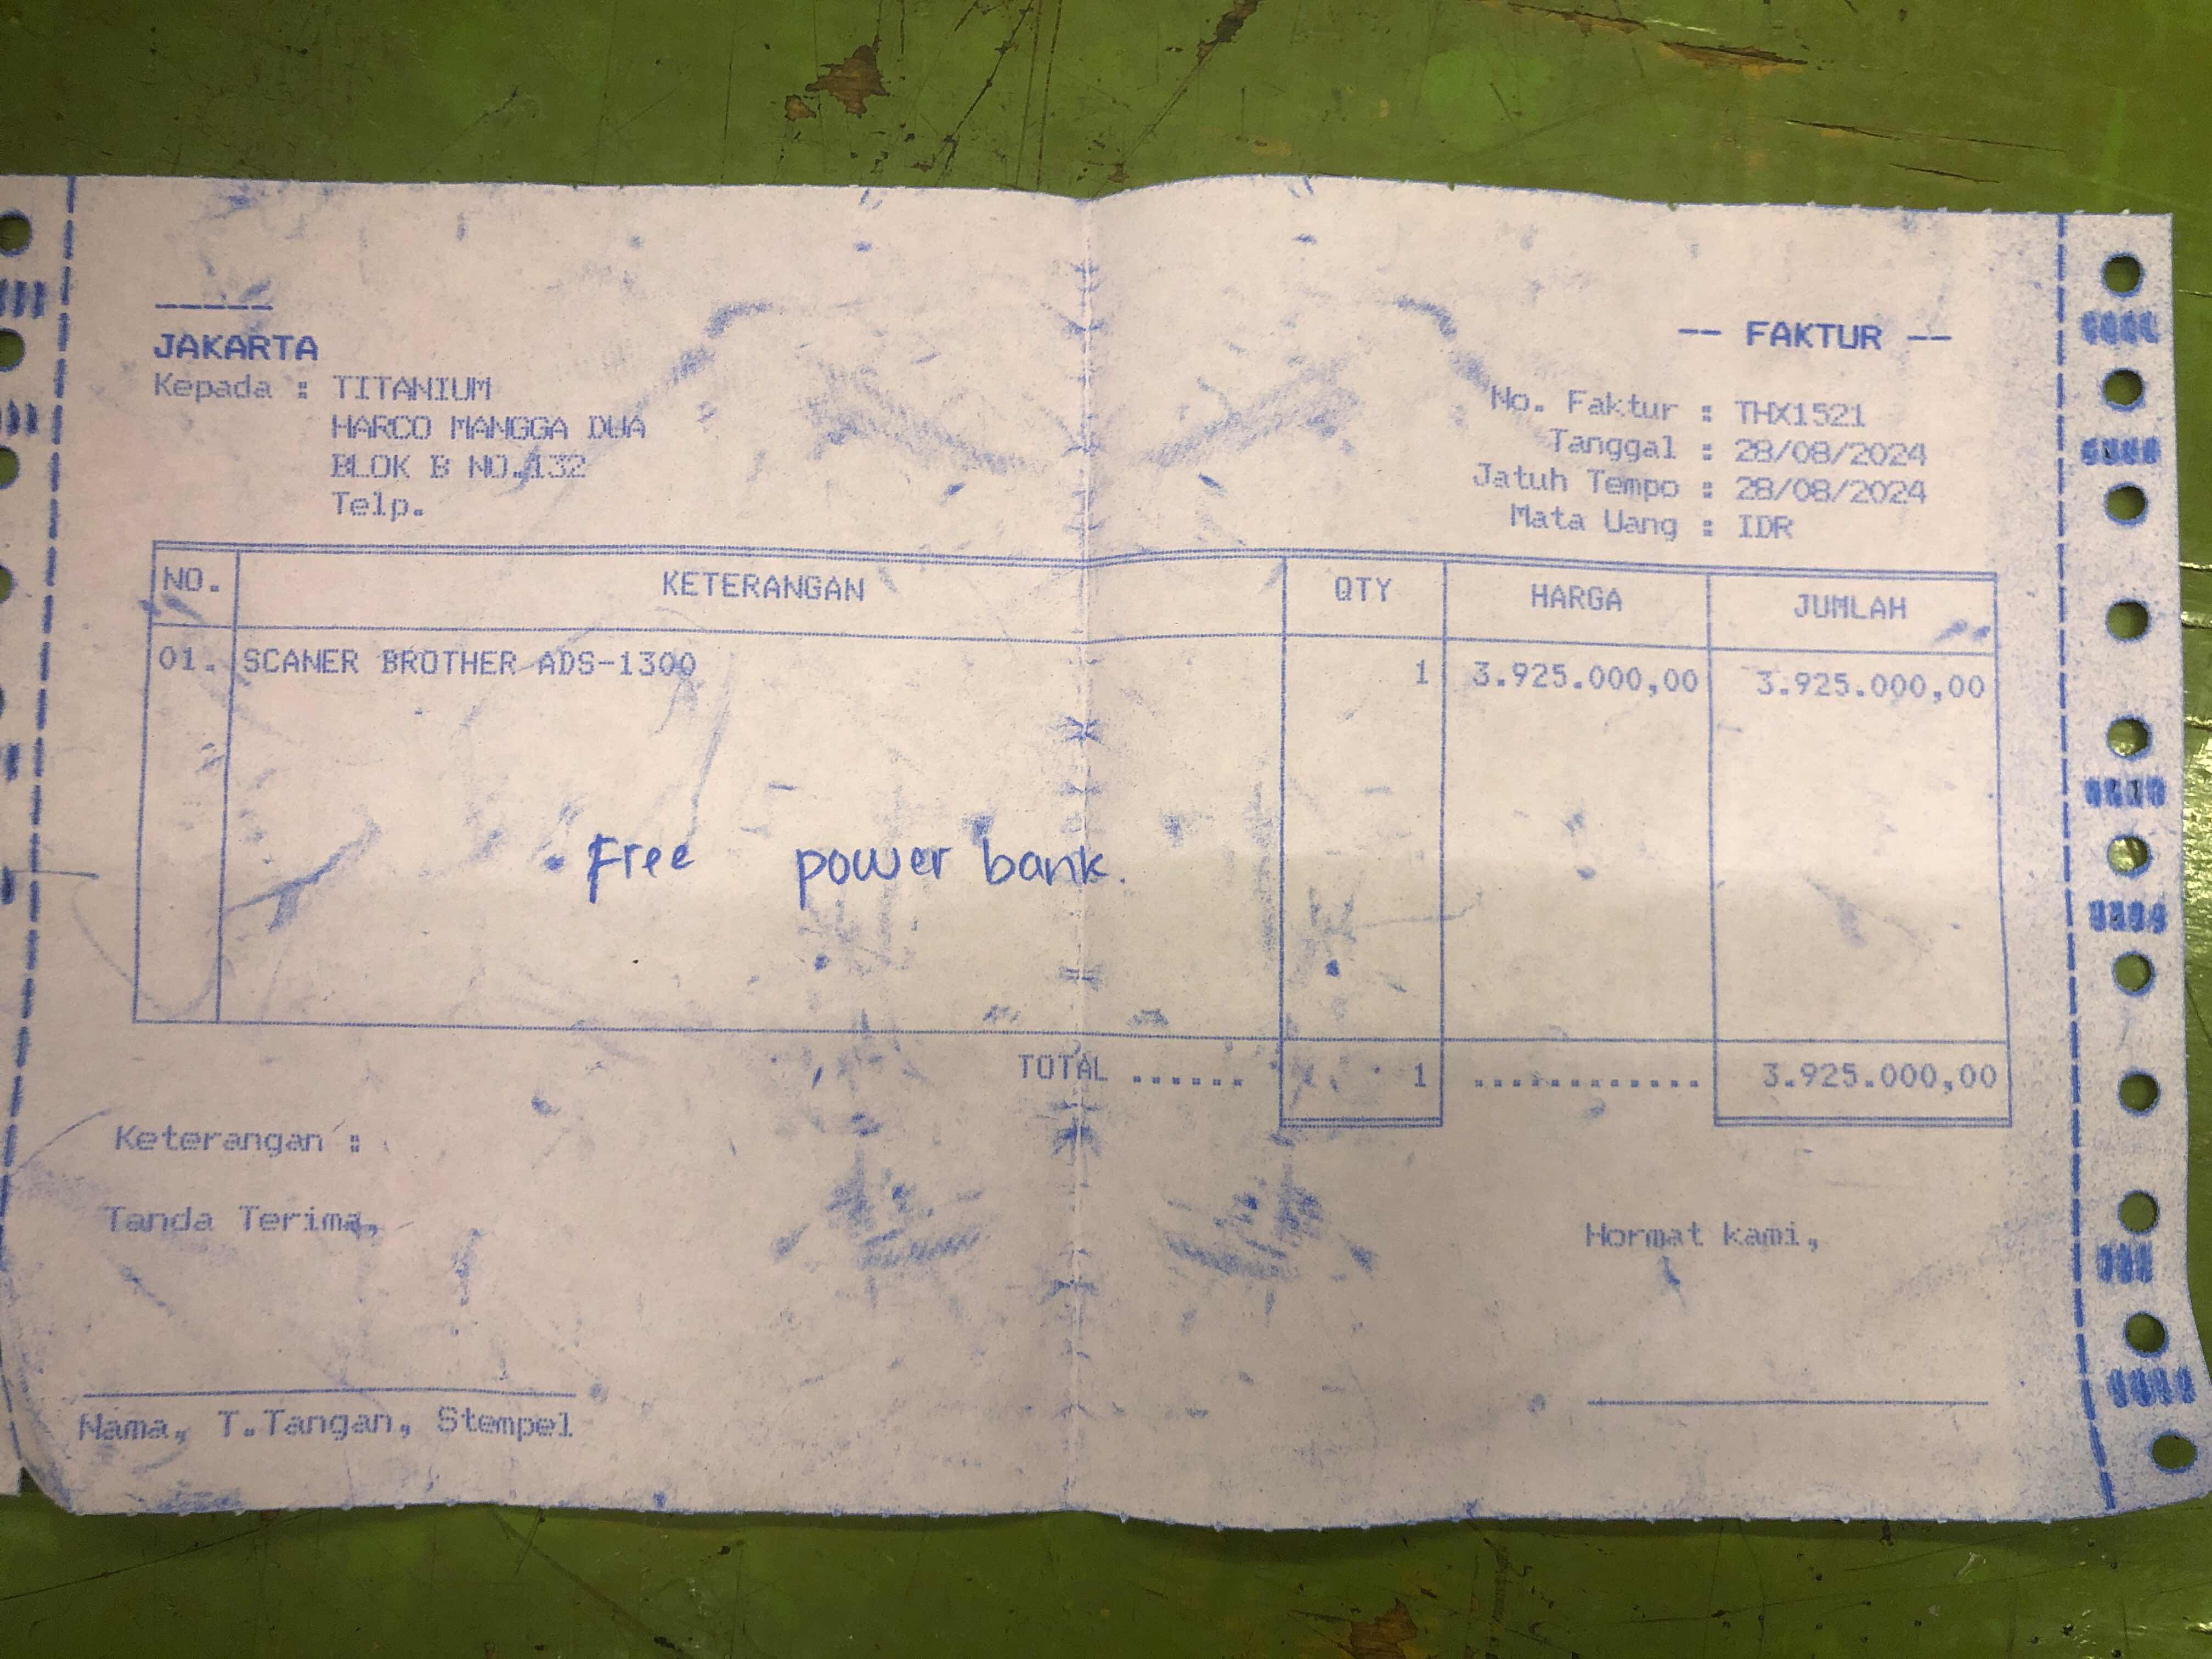 JAKARTA
Kepada : TITANIUM
HARCO MANGGA DUA
BLOK B NO.132
Telp.
-- FAKTUR --
No. Faktur : THX1521
Tanggal : 28/08/2024
Jatuh Tempo : 28/08/2024
Mata Uang : IDR
NO. KETERANGAN QTY HARGA JUMLAH
01. SCANER BROTHER ADS-1300 1 3.925.000,00 3.925.000,00
Free power bank.
TOTAL ...... 1 ............ 3.925.000,00
Keterangan :
Tanda Terima,
Hormat kami,
Nama, T.Tangan, Stempel